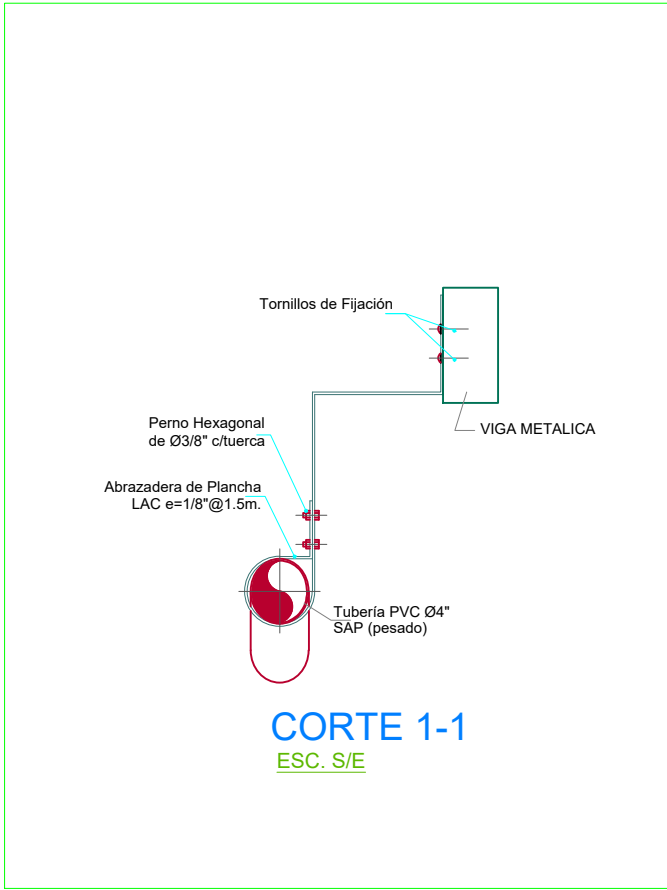 Tornillos de Fijación
VIGA METALICA
Perno Hexagonal
de Ø3/8" c/tuerca
Abrazadera de Plancha
LAC e=1/8"@1.5m.
Tubería PVC Ø4"
SAP (pesado)
CORTE 1-1
ESC. S/E